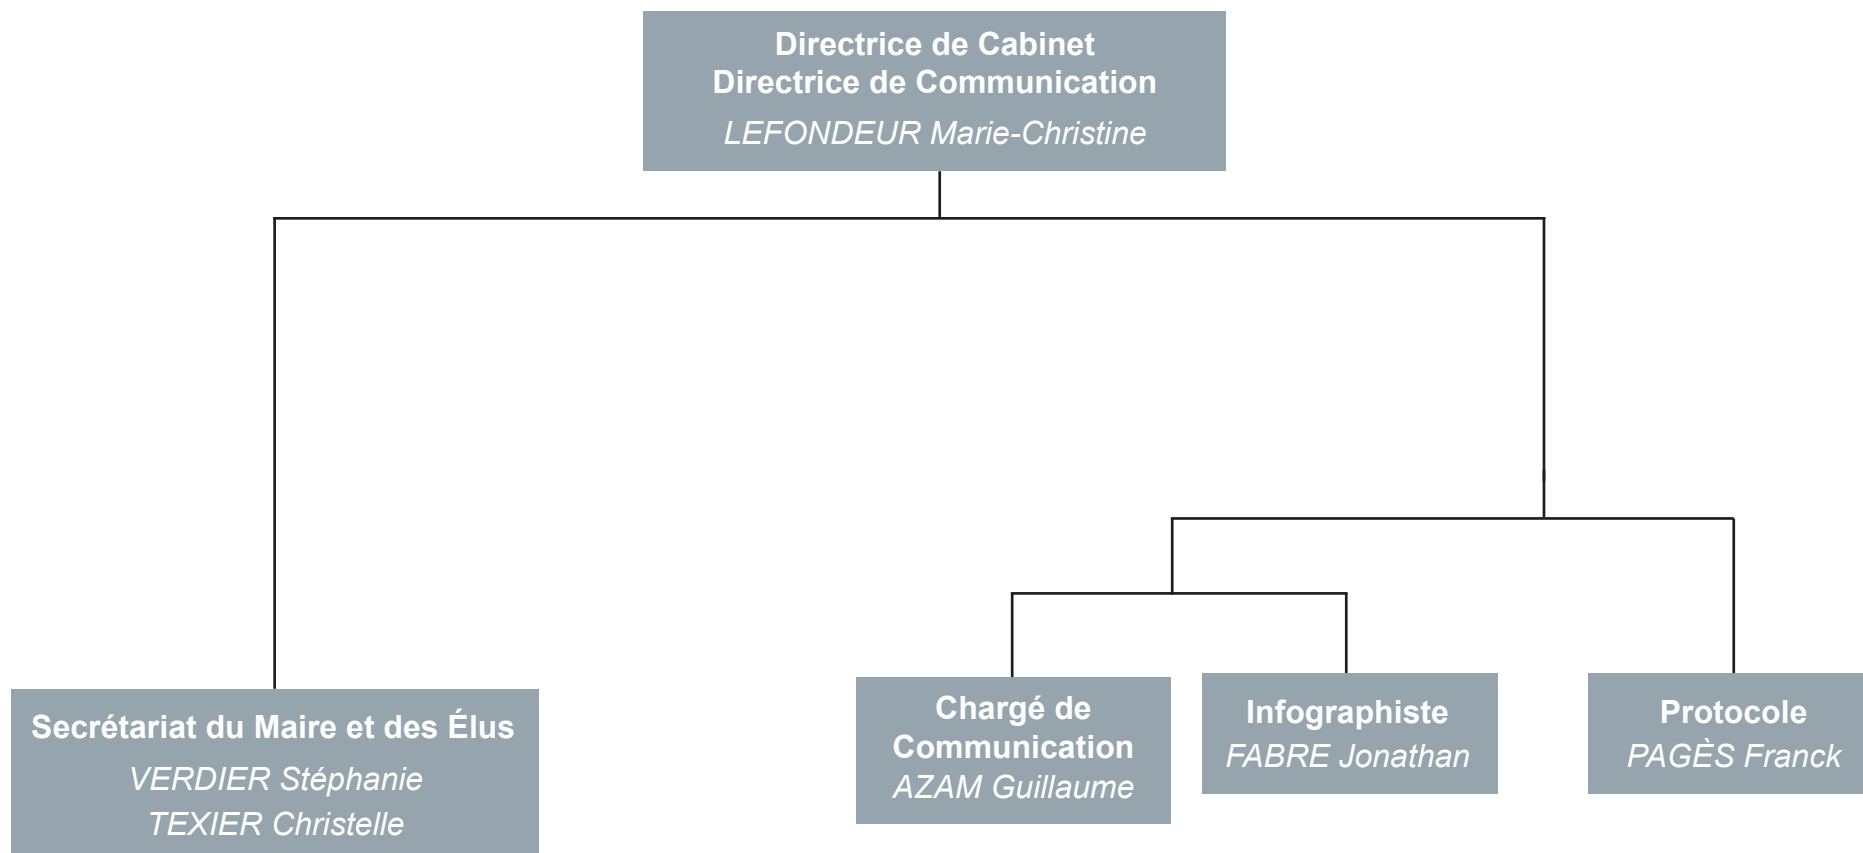 Directrice de Cabinet
Directrice de Communication
LEFONDEUR Marie-Christine
Secrétariat du Maire et des Élus
VERDIER Stéphanie
TEXIER Christelle
Chargé de
Communication
AZAM Guillaume
Infographiste
FABRE Jonathan
Protocole
PAGÈS Franck